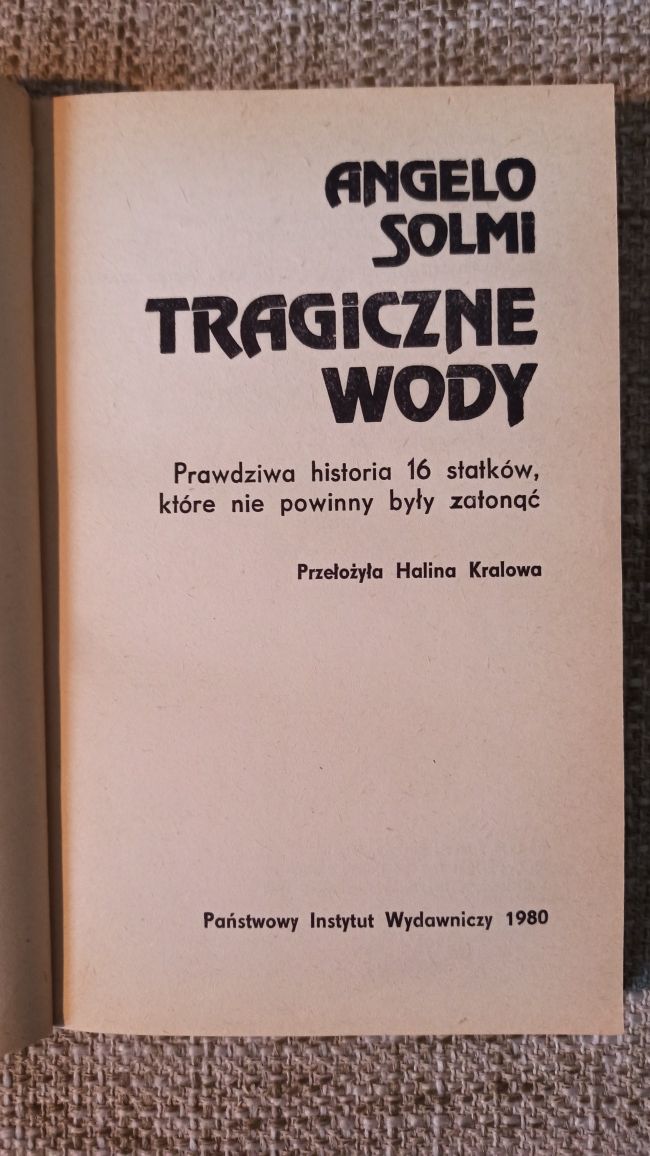 ANGELO
SOLMI
TRAGICZNE
WODY
Prawdziwa historia 16 statków,
które nie powinny były zatonąć
Przełożyła Halina Kralowa
Państwowy Instytut Wydawniczy 1980